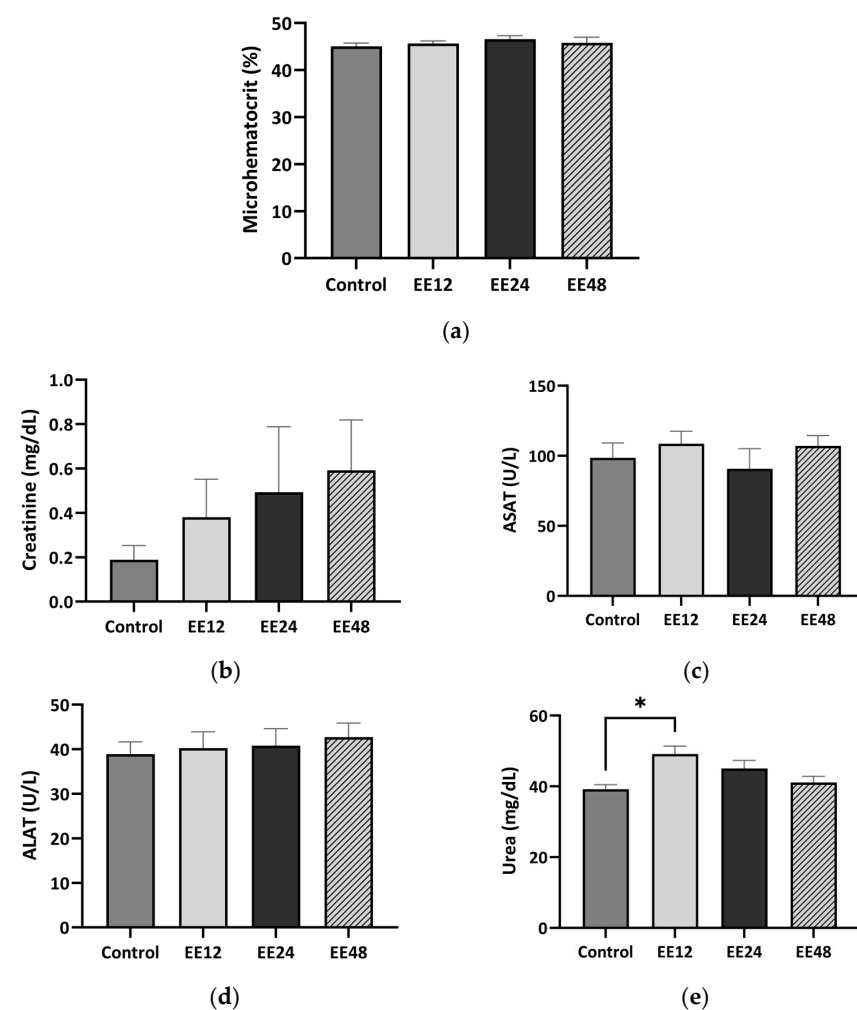 Microhematocrit (%)
50
40
30
20
10
0
Control EE12 EE24 EE48
(a)
Creatinine (mg/dL)
1.0
0.8
0.6
0.4
0.2
0.0
Control EE12 EE24 EE48
(b)
ASAT (U/L)
150
100
50
0
Control EE12 EE24 EE48
(c)
ALAT (U/L)
50
40
30
20
10
0
Control EE12 EE24 EE48
(d)
Urea (mg/dL)
60
40
20
0
*
Control EE12 EE24 EE48
(e)